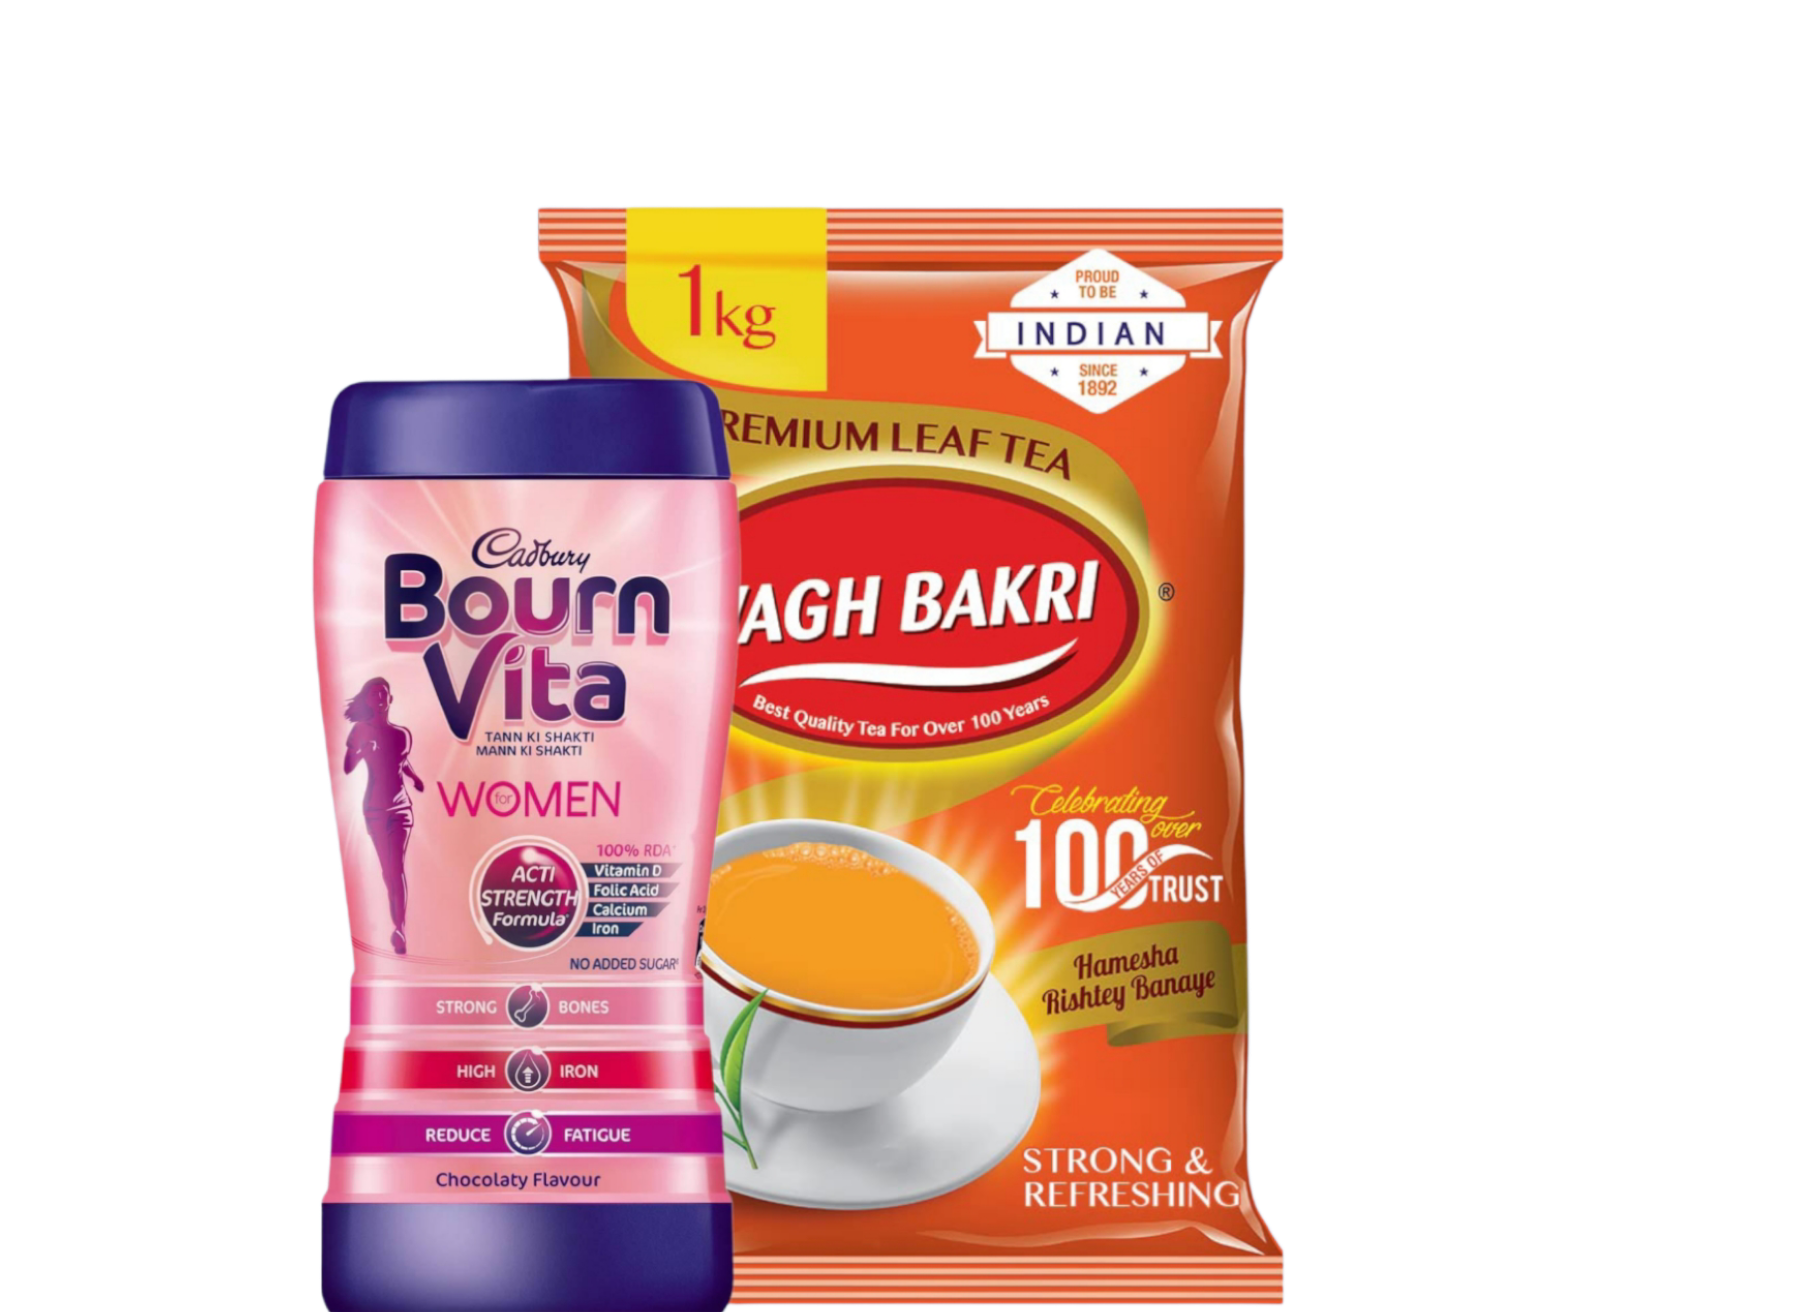 Cadbury
Bourn
Vita
TANN KI SHAKTI
MANN KI SHAKTI
WOMEN
for
ACTI
STRENGTH
Formula
100% RDA
Vitamin D
Folic Acid
Calcium
Iron
NO ADDED SUGAR
STRONG BONES
HIGH IRON
REDUCE FATIGUE
Chocolaty Flavour
1kg
PROUD
TO BE
INDIAN
SINCE
1892
REMIUM LEAF TEA
AGH BAKRI
®
Best Quality Tea For Over 100 Years
Celebrating
over
100
YEARS OF
TRUST
Hamesha
Rishtey Banaye
STRONG &
REFRESHING